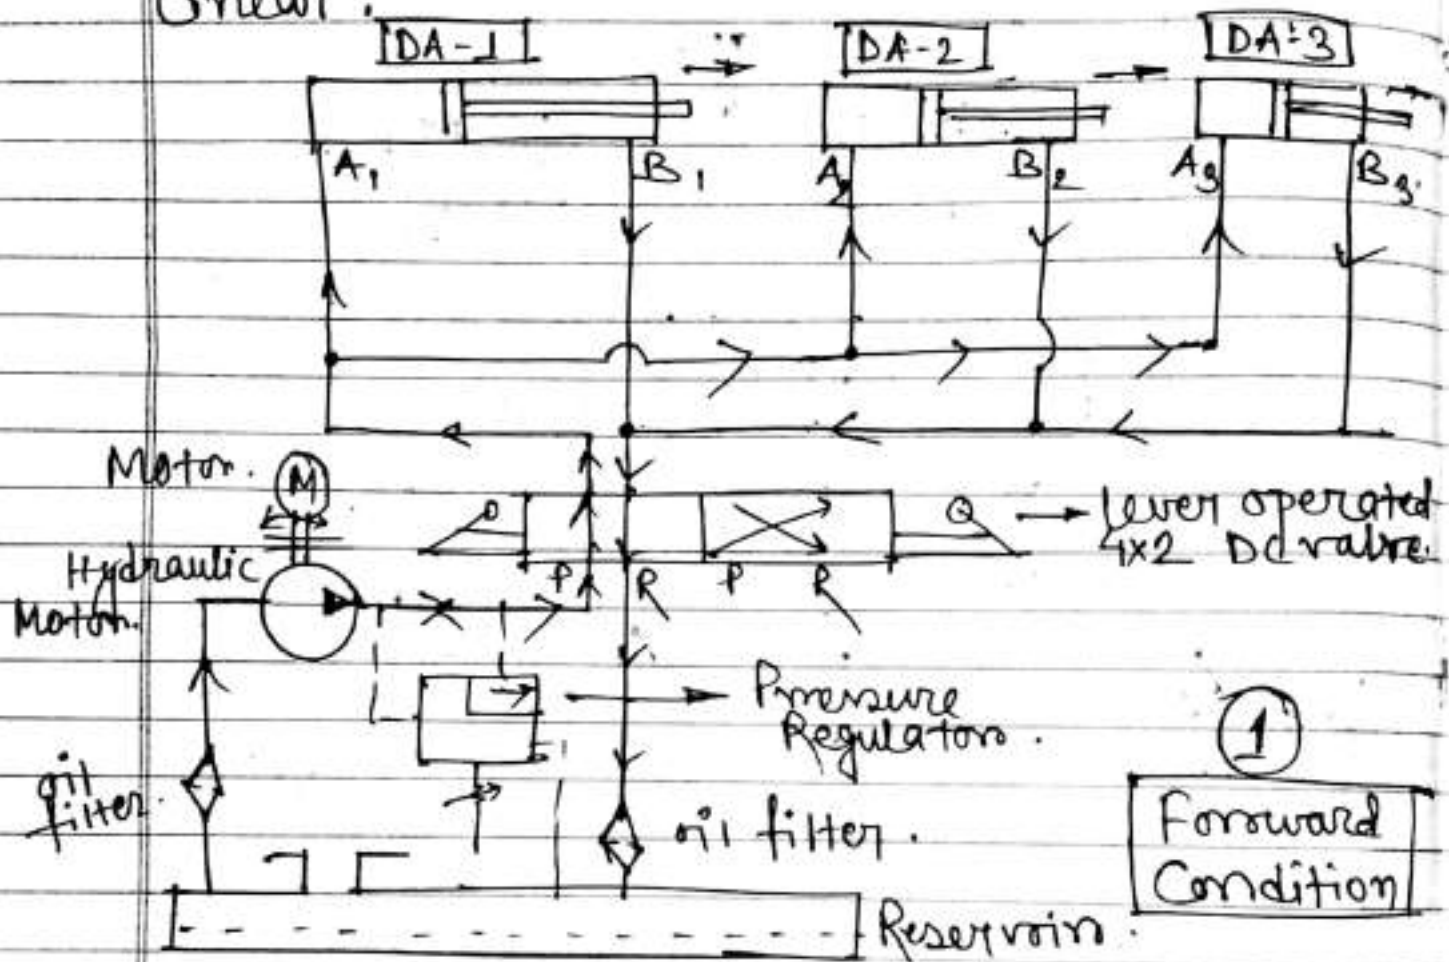 Linear.
DA-1
DA-2
DA-3
A1
B1
A2
B2
A3
B3
Motor.
M
Lever operated
4x2 DC valve.
P
R
P
R
Hydraulic
Motor.
Pressure
Regulator.
1
oil
filter.
oil filter.
Forward
Condition
Reservoir.